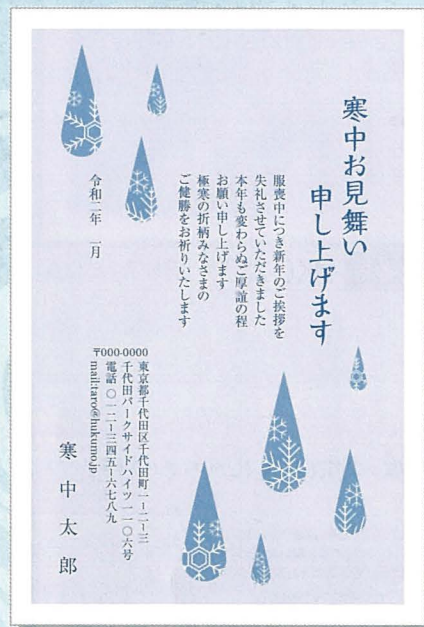 寒中お見舞い
申し上げます
服喪中につき新年のご挨拶を
失礼させていただきました
本年も変わらぬご厚誼の程
お願い申し上げます
極寒の折柄みなさまの
ご健勝をお祈りいたします
令和二年 一月
〒000-0000
東京都千代田区千代田町一ー二ー三
千代田パークサイドハイツ一一〇六号
電話 〇一二ー三四五ー六七八九
mail:taro@hakumo.jp
寒中太郎